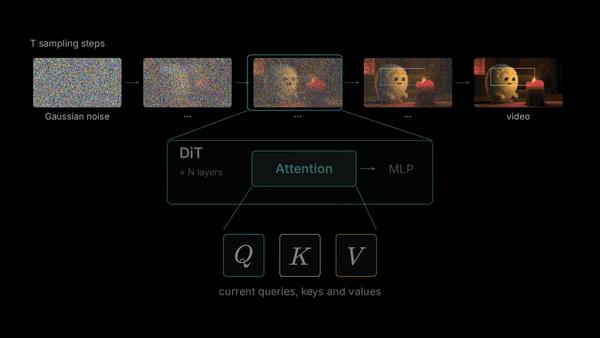 T sampling steps
Gaussian noise
...
...
...
video
DiT
× N layers
Attention
MLP
Q
K
V
current queries, keys and values